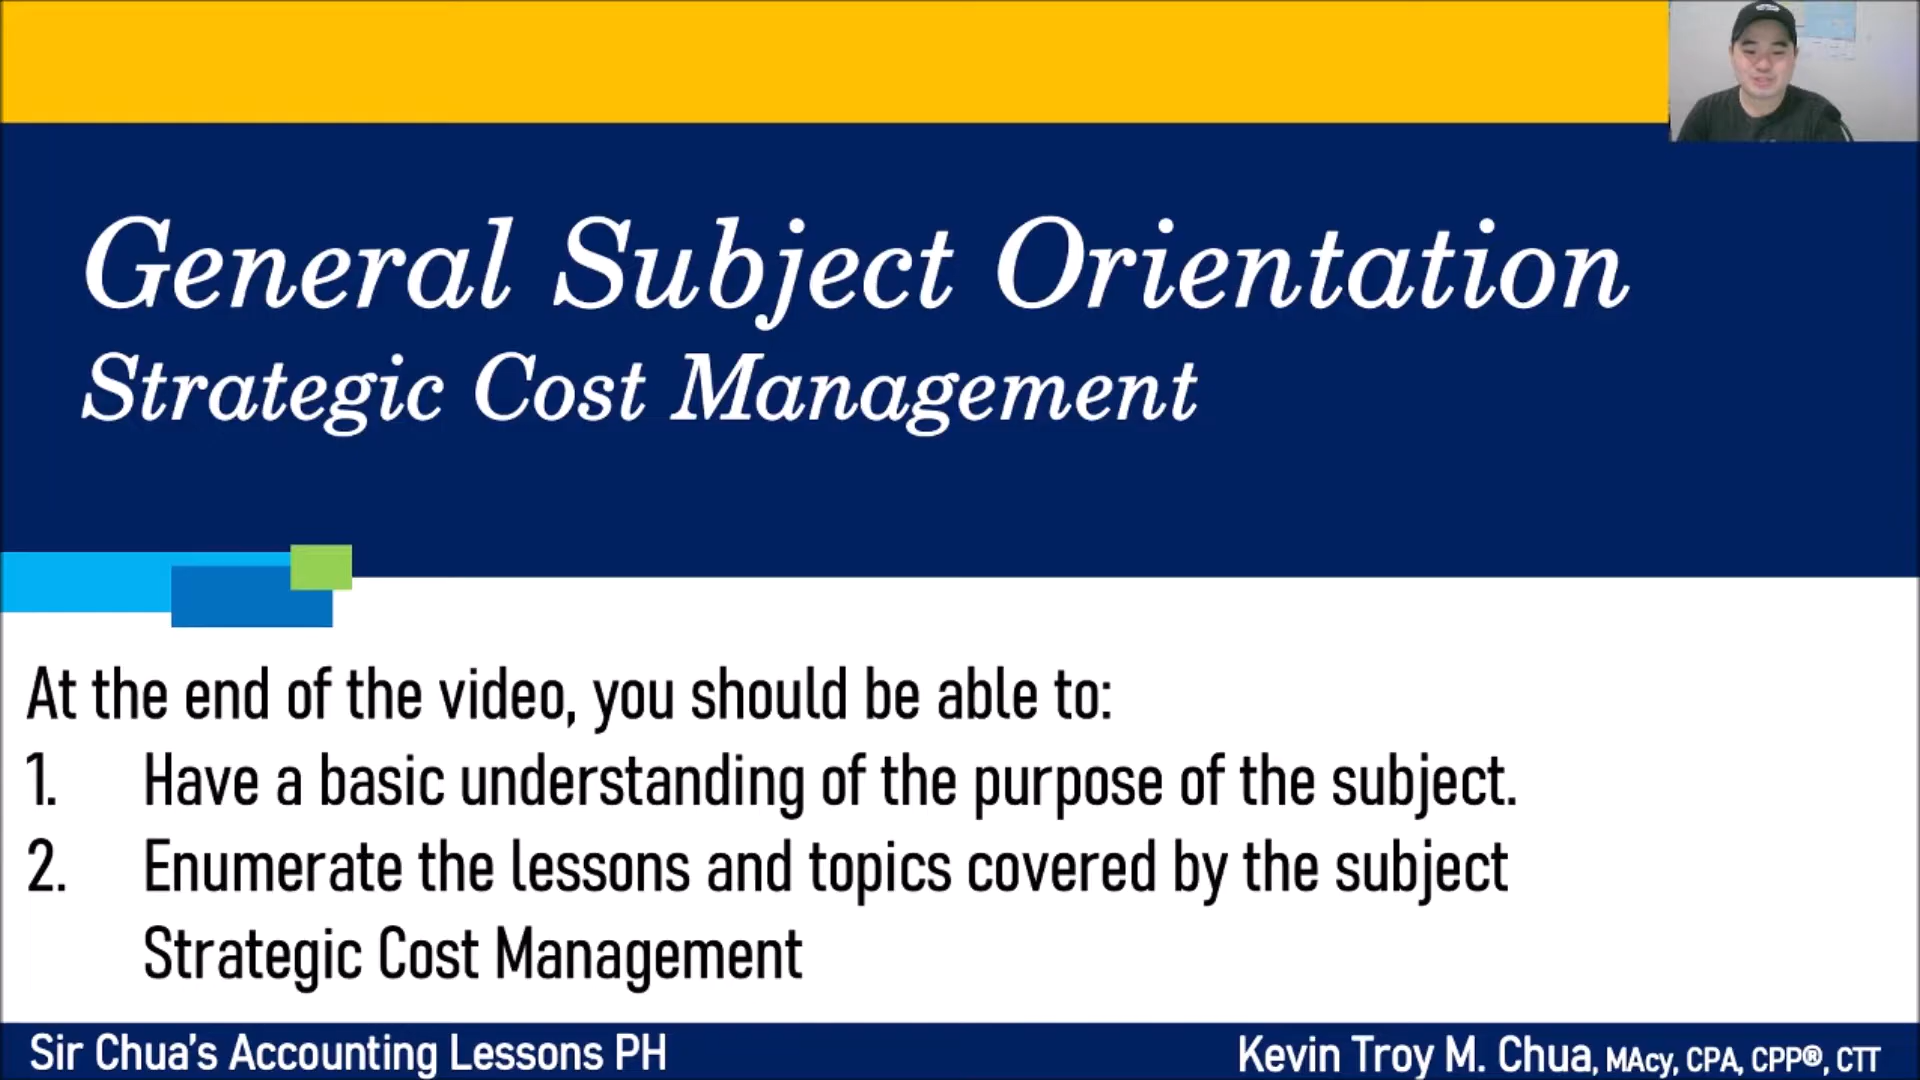 General Subject Orientation
Strategic Cost Management
At the end of the video, you should be able to:
1. Have a basic understanding of the purpose of the subject.
2. Enumerate the lessons and topics covered by the subject
Strategic Cost Management
Sir Chua's Accounting Lessons PH
Kevin Troy M. Chua, MAcy, CPA, CPP®, CTT